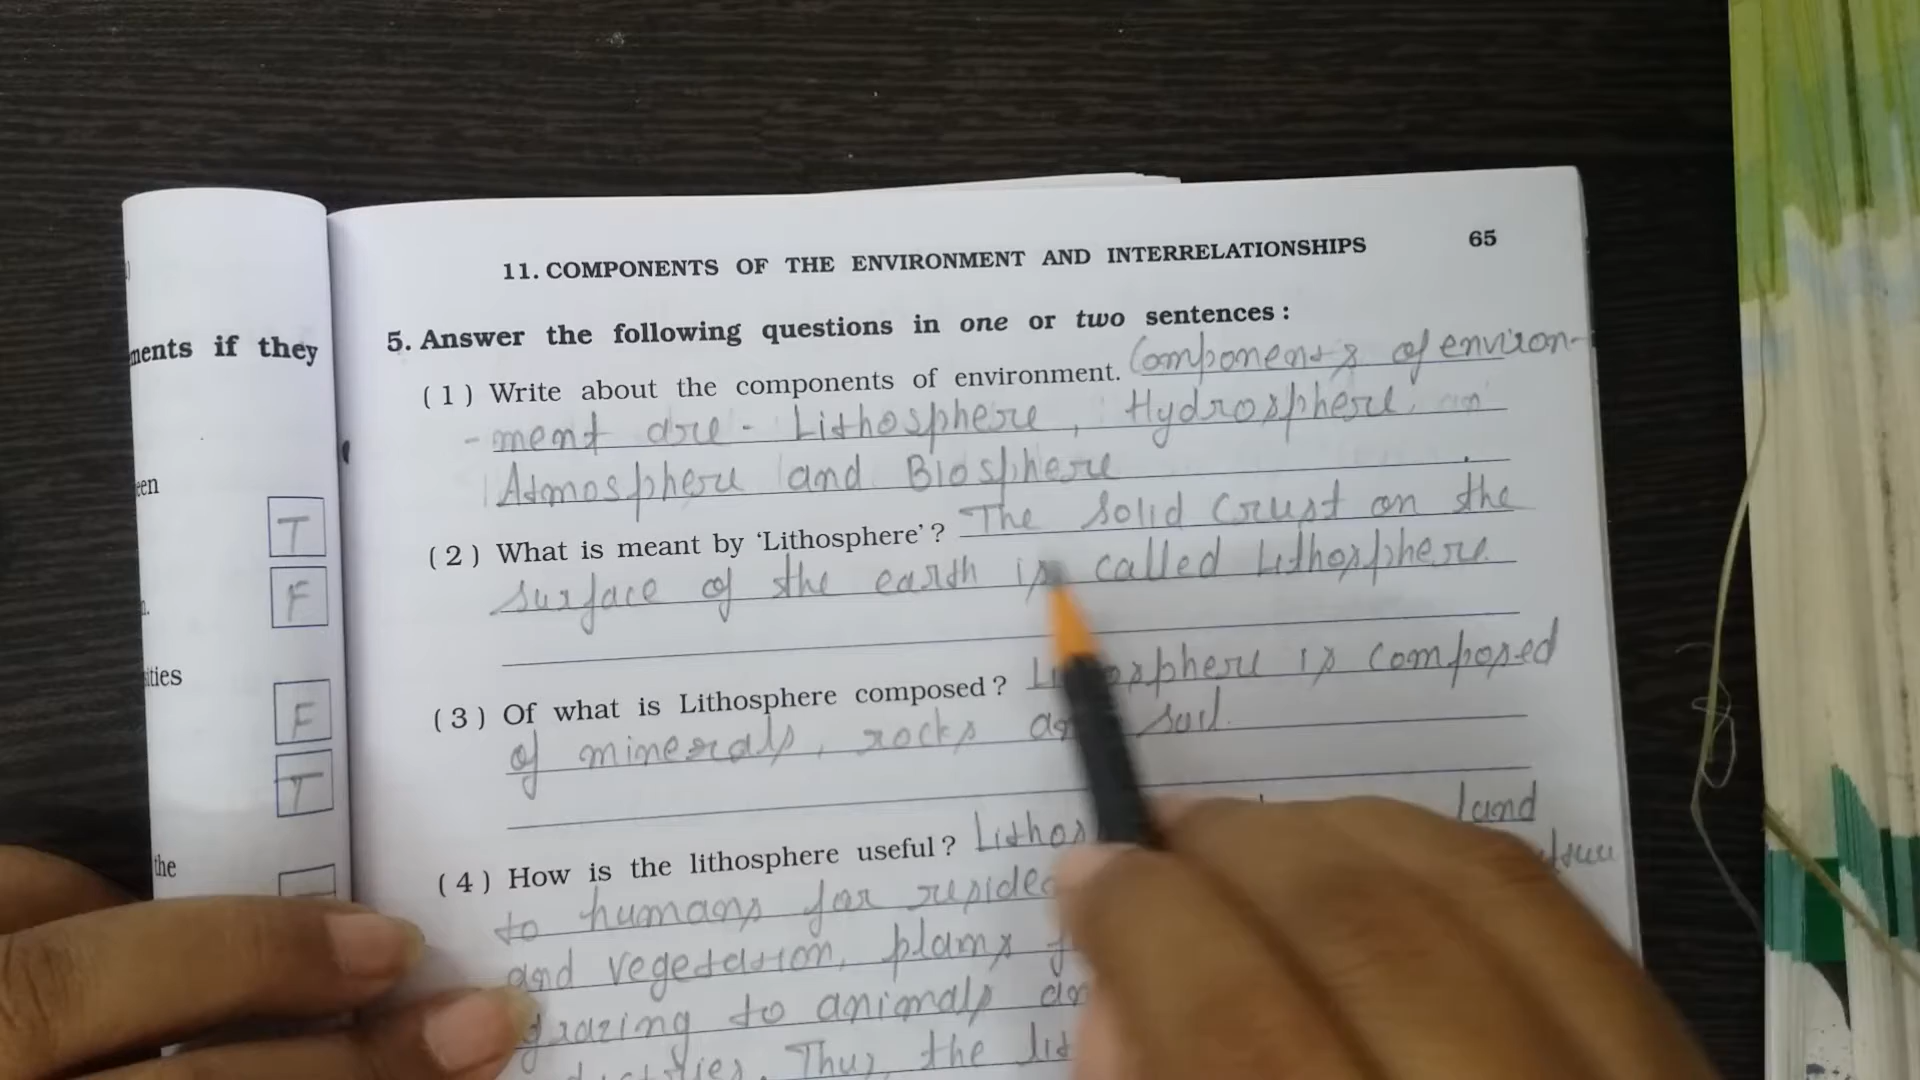 11. COMPONENTS OF THE ENVIRONMENT AND INTERRELATIONSHIPS 65
ments if they
een
T
F
ities
F
T
the
5. Answer the following questions in one or two sentences :
( 1 ) Write about the components of environment. Components of environ-
-ment are - Lithosphere, Hydrosphere,
Atmosphere and Biosphere
( 2 ) What is meant by ‘Lithosphere’ ? The solid crust on the
surface of the earth is called Lithosphere.
( 3 ) Of what is Lithosphere composed ? Lithosphere is composed
of minerals, rocks and soil.
( 4 ) How is the lithosphere useful ? Lithos land
to humans for
and vegetation, plains
grazing to animals
Thus, the